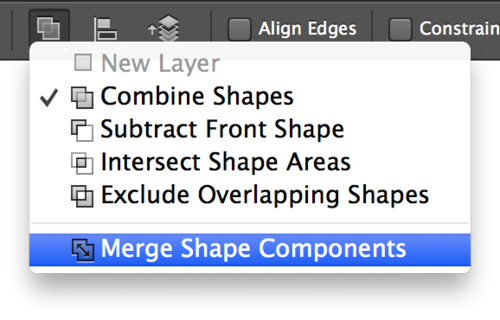 Align Edges
Constrain
New Layer
Combine Shapes
Subtract Front Shape
Intersect Shape Areas
Exclude Overlapping Shapes
Merge Shape Components